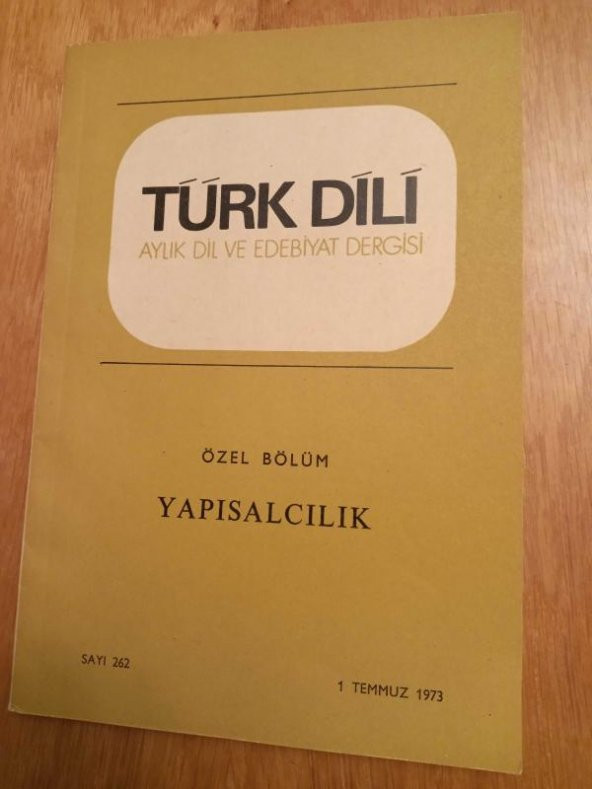 TÜRK DİLİ
AYLIK DİL VE EDEBİYAT DERGİSİ
ÖZEL BÖLÜM
YAPISALCILIK
SAYI 262
1 TEMMUZ 1973